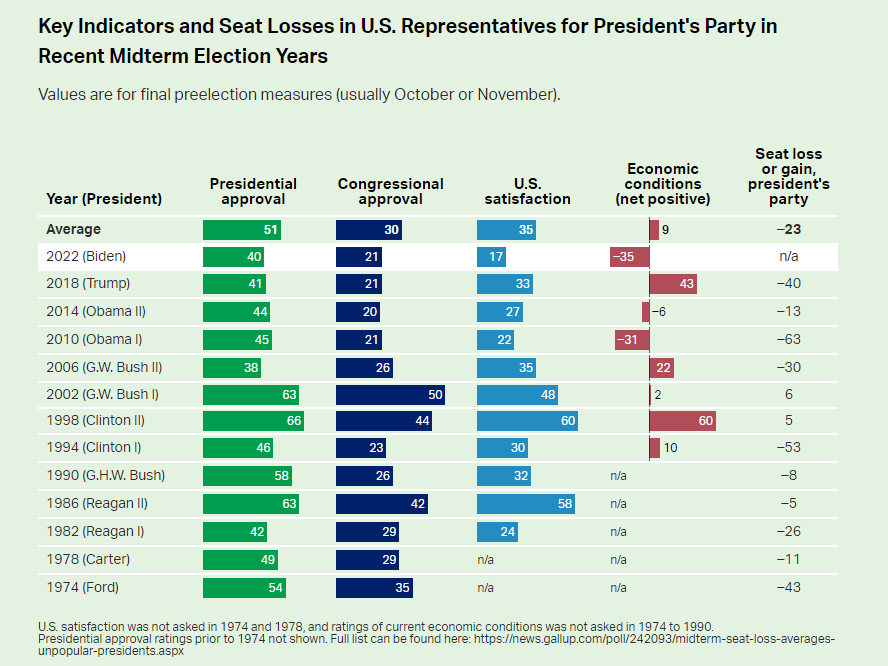 Key Indicators and Seat Losses in U.S. Representatives for President's Party in
Recent Midterm Election Years
Values are for final preelection measures (usually October or November).
Year (President) Presidential approval Congressional approval U.S. satisfaction Economic conditions (net positive) Seat loss or gain, president's party
Average 51 30 35 9 −23
2022 (Biden) 40 21 17 −35 n/a
2018 (Trump) 41 21 33 43 −40
2014 (Obama II) 44 20 27 −6 −13
2010 (Obama I) 45 21 22 −31 −63
2006 (G.W. Bush II) 38 26 35 22 −30
2002 (G.W. Bush I) 63 50 48 2 6
1998 (Clinton II) 66 44 60 60 5
1994 (Clinton I) 46 23 30 10 −53
1990 (G.H.W. Bush) 58 26 32 n/a −8
1986 (Reagan II) 63 42 58 n/a −5
1982 (Reagan I) 42 29 24 n/a −26
1978 (Carter) 49 29 n/a n/a −11
1974 (Ford) 54 35 n/a n/a −43
U.S. satisfaction was not asked in 1974 and 1978, and ratings of current economic conditions was not asked in 1974 to 1990.
Presidential approval ratings prior to 1974 not shown. Full list can be found here: https://news.gallup.com/poll/242093/midterm-seat-loss-averages-
unpopular-presidents.aspx